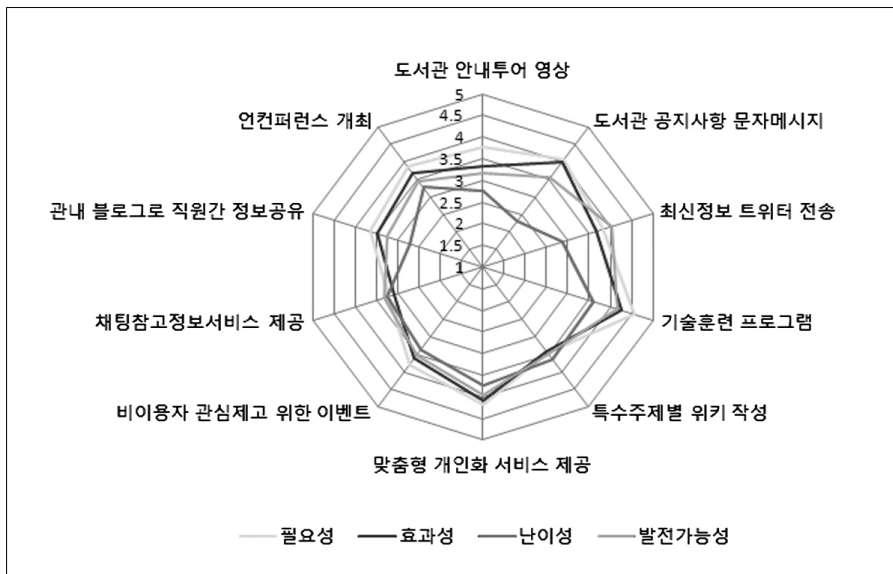 도서관 안내투어 영상
도서관 공지사항 문자메시지
최신정보 트위터 전송
기술훈련 프로그램
특수주제별 위키 작성
맞춤형 개인화 서비스 제공
비이용자 관심제고 위한 이벤트
채팅참고정보서비스 제공
관내 블로그로 직원간 정보공유
언컨퍼런스 개최
5
4.5
4
3.5
3
2.5
2
1.5
1
필요성 효과성 난이성 발전가능성